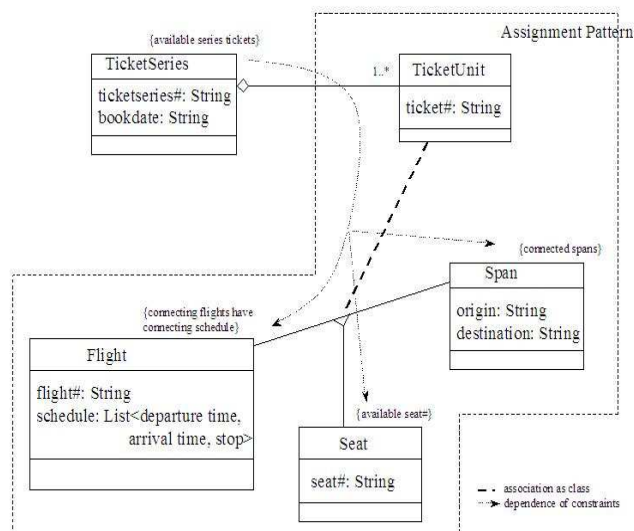 {available series tickets}
Assignment Pattern
TicketSeries
ticketseries#: String
bookdate: String
1..*
TicketUnit
ticket#: String
{connected spans}
Span
origin: String
destination: String
{connecting flights have
connecting schedule}
Flight
flight#: String
schedule: List<departure time,
arrival time, stop>
{available seat#}
Seat
seat#: String
association as class
dependence of constraints